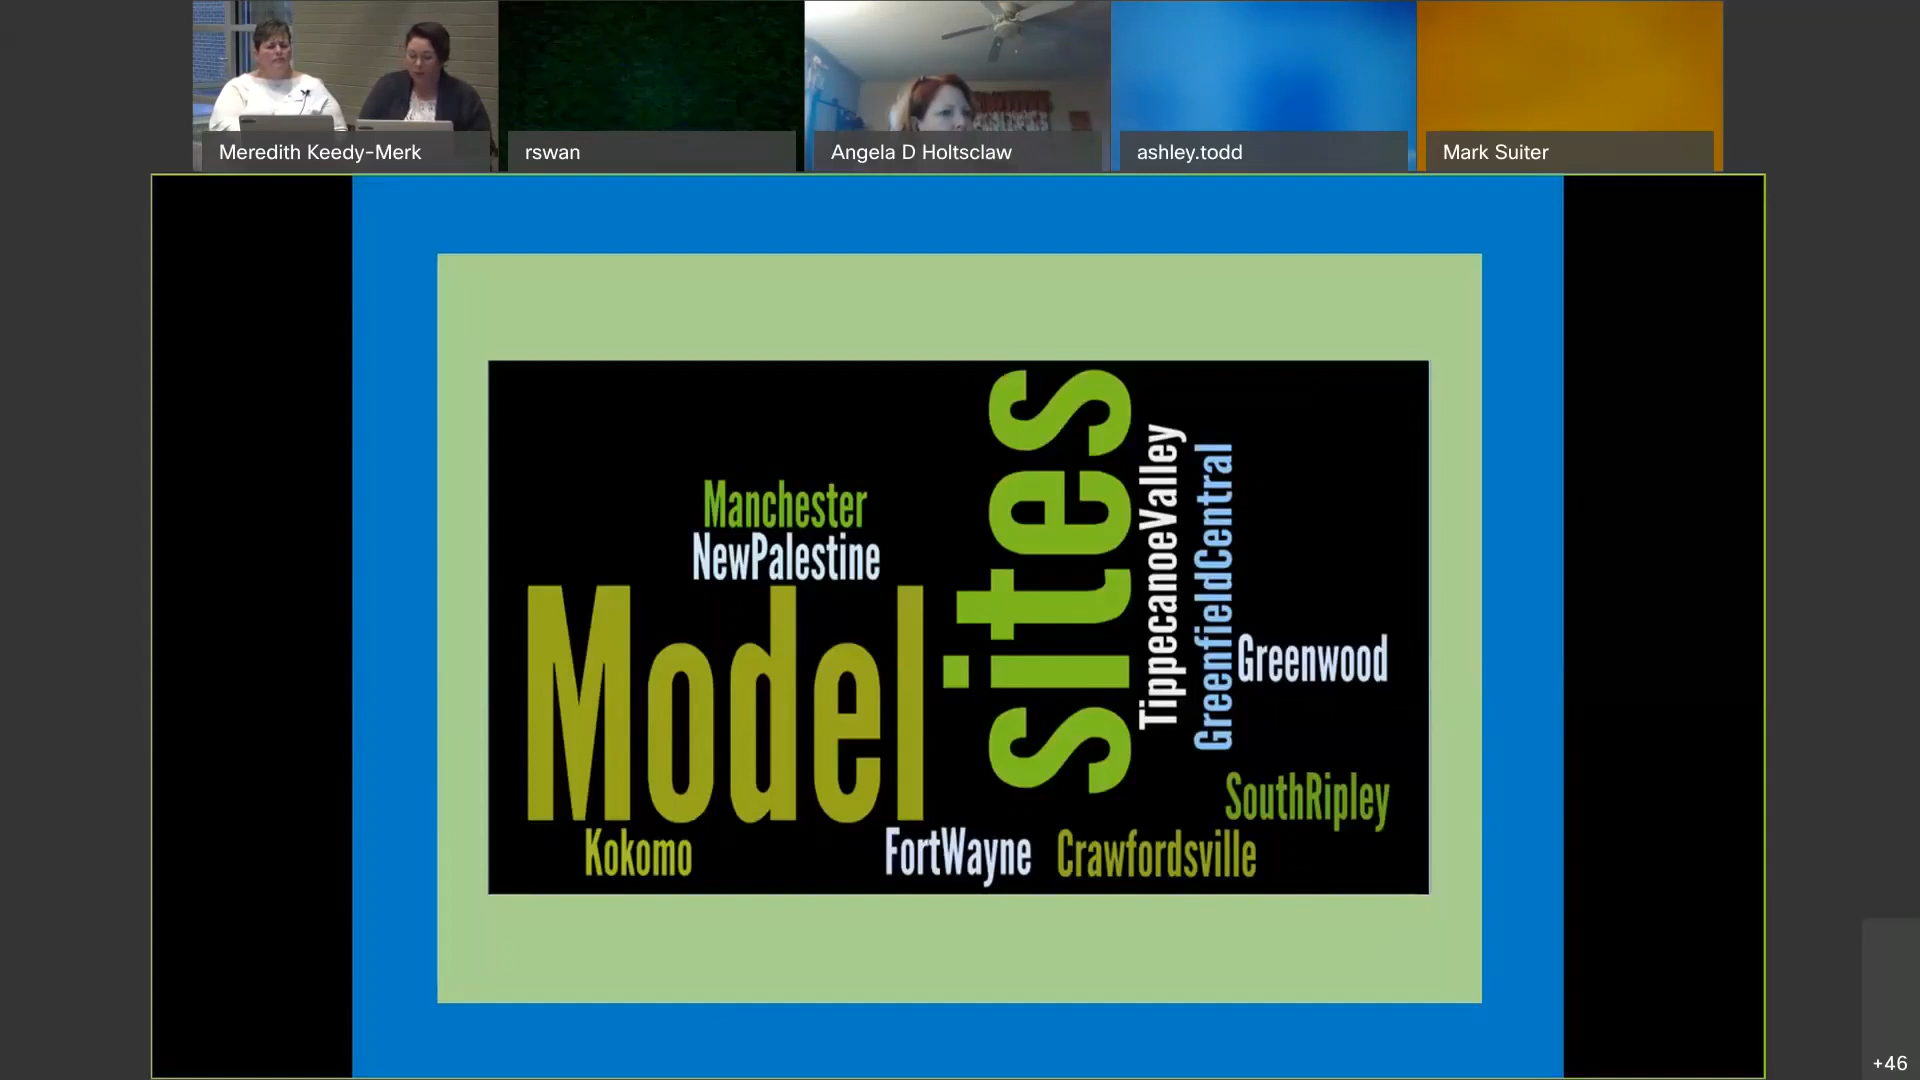 Meredith Keedy-Merk
rswan
Angela D Holtsclaw
ashley.todd
Mark Suiter
Manchester
NewPalestine
Model
sites
TippecanoeValley
GreenfieldCentral
Greenwood
SouthRipley
Kokomo
FortWayne
Crawfordsville
+46